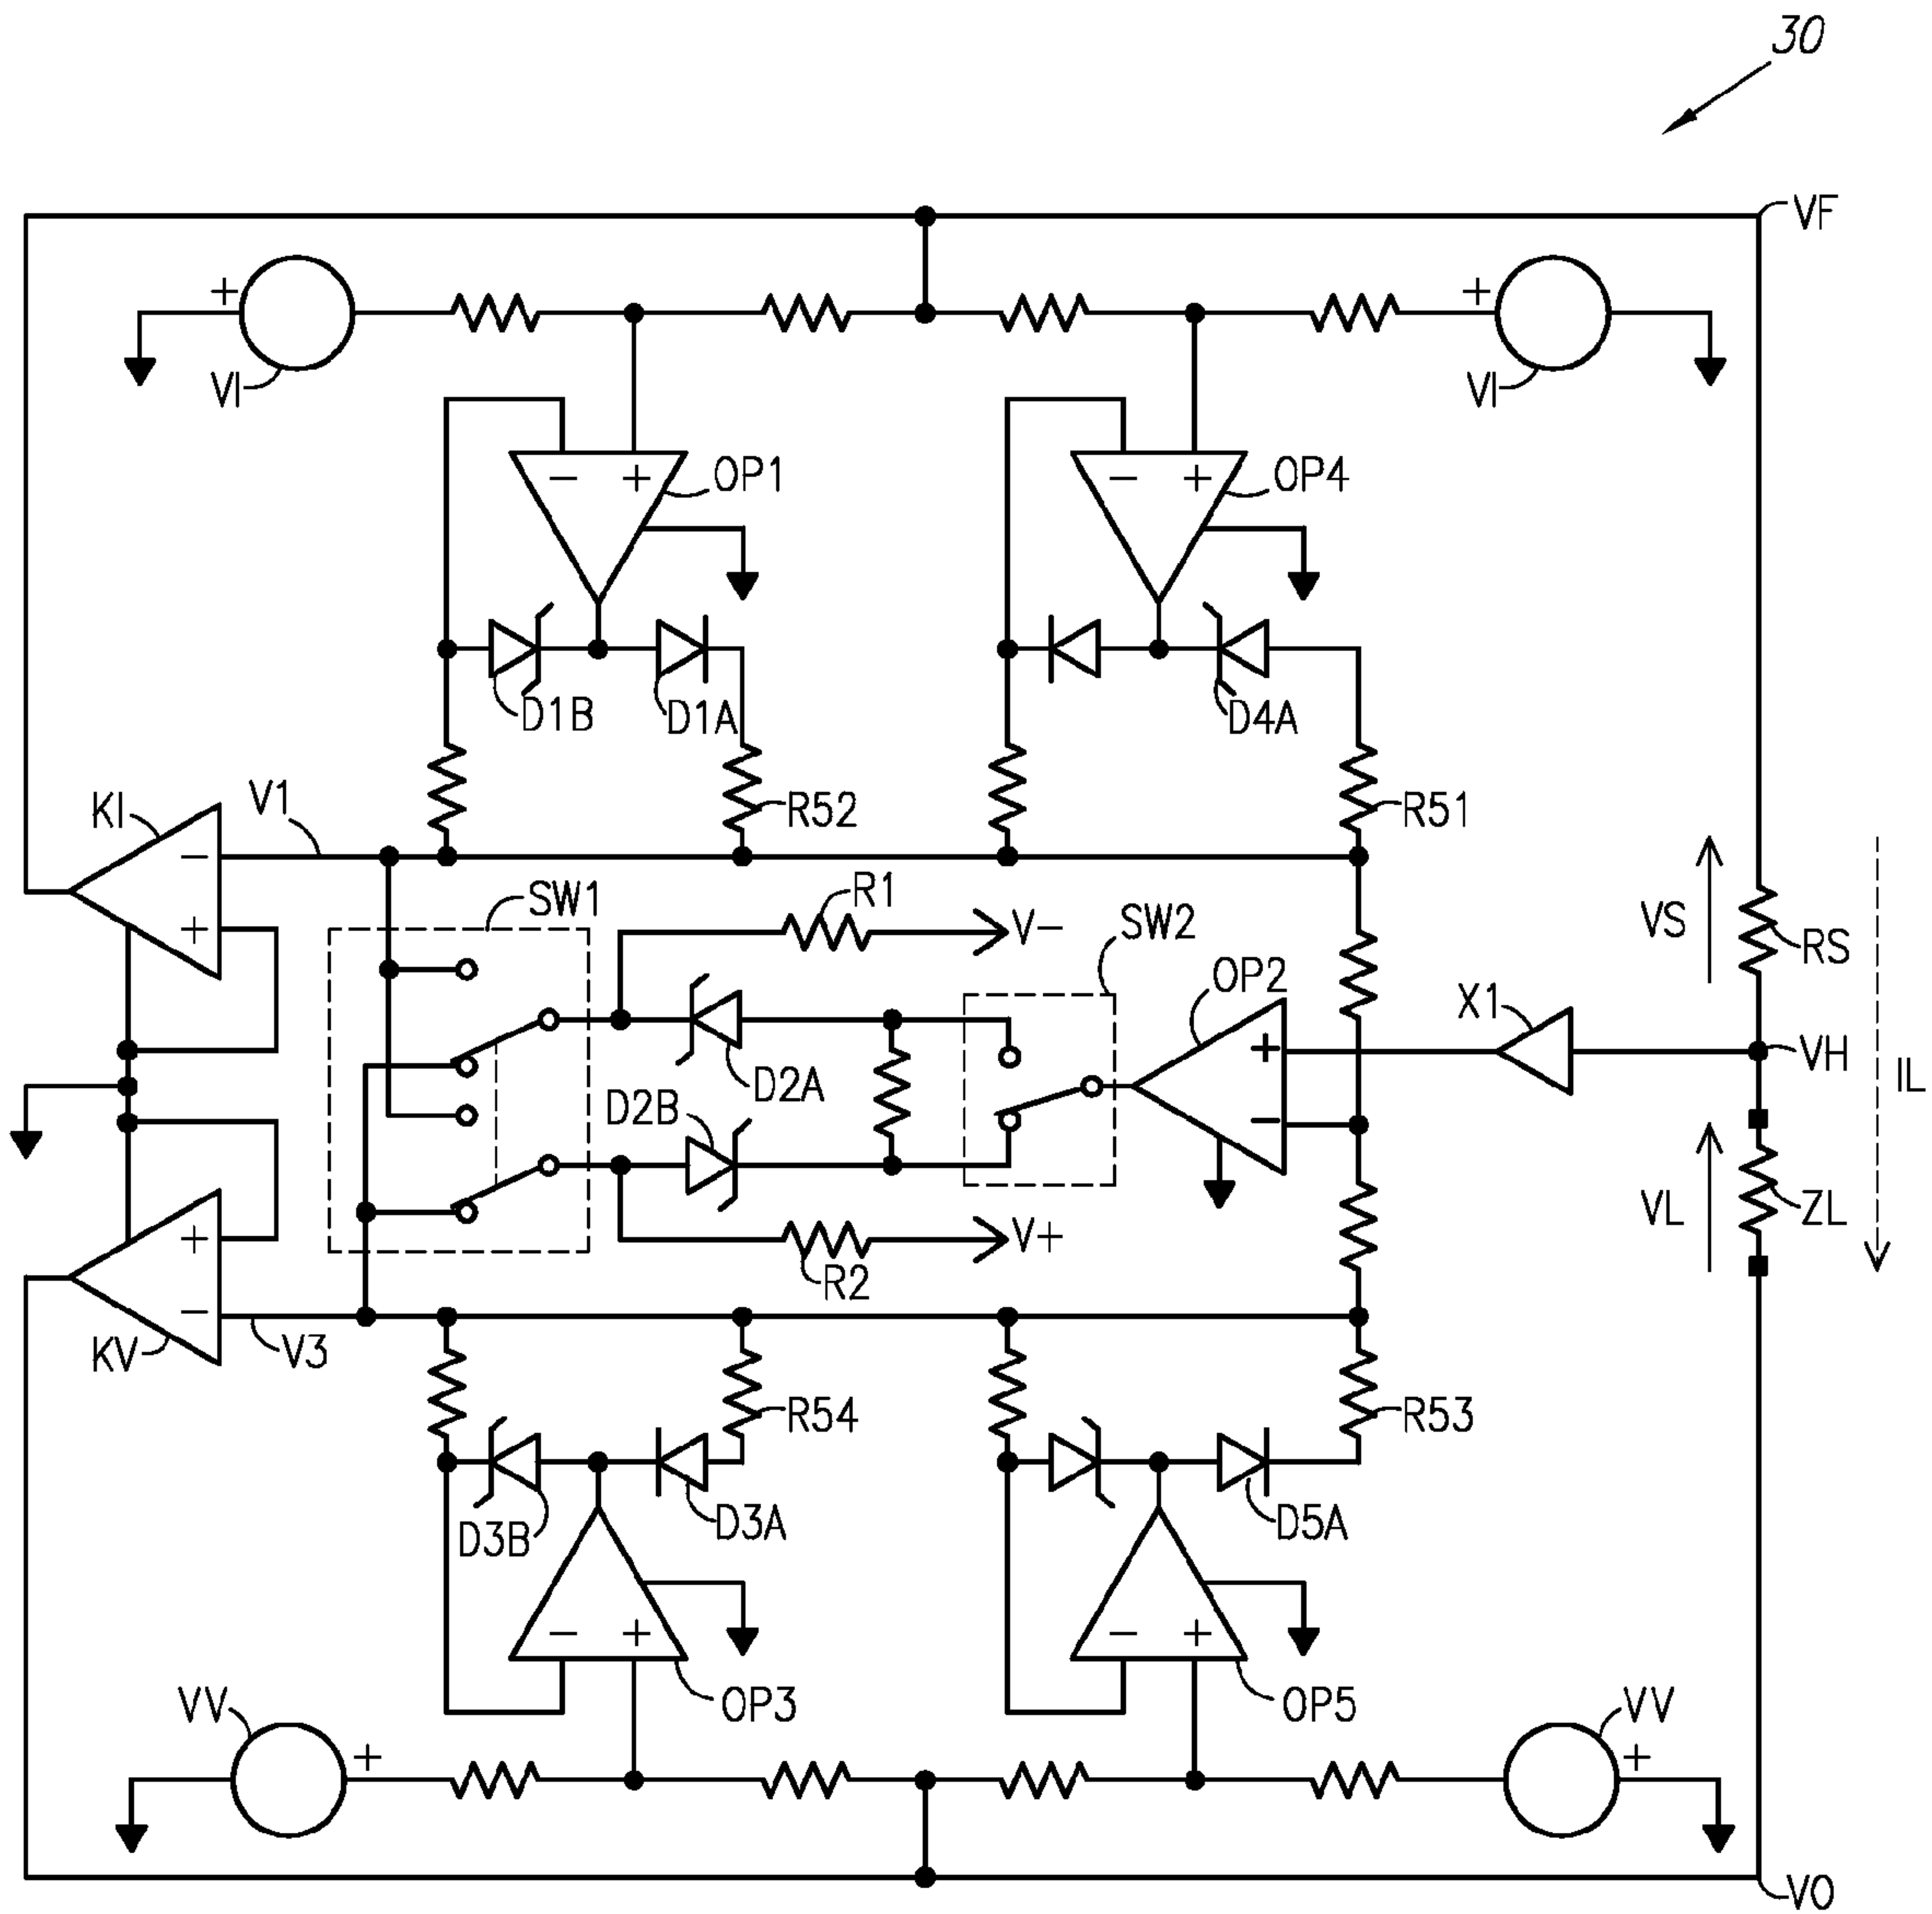 30
VF
+
+
VI
VI
- + OP1
- + OP4
D1B
D1A
D4A
KI
V1
R52
R51
-
+
SW1
R1
V-
SW2
OP2
VS
RS
X1
+
VH
IL
D2A
D2B
-
VL
ZL
+
V+
R2
-
KV
V3
R54
R53
D3B
D3A
D5A
- +
- +
OP3
OP5
VV
VV
+
+
VO